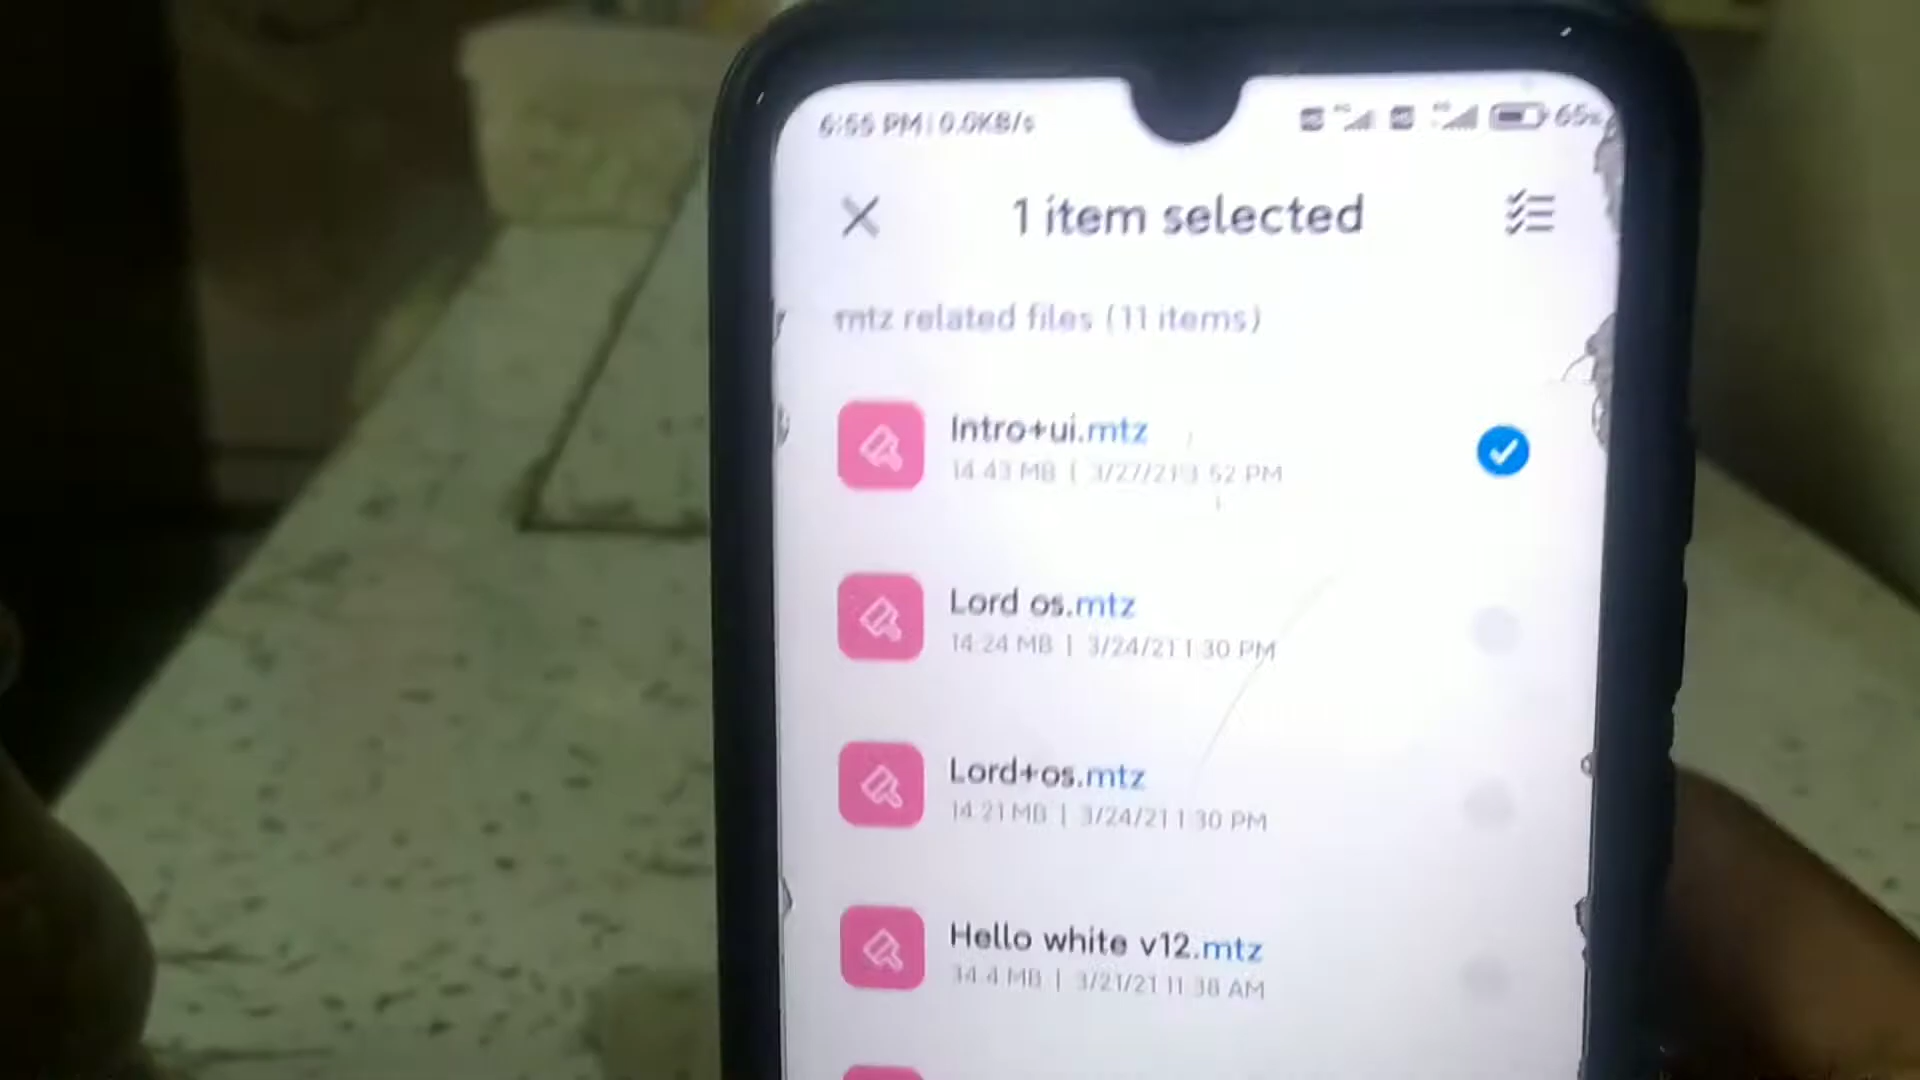 6:55 PM | 0.0KB/s
65%
1 item selected
mtz related files (11 items)
Intro+ui.mtz
14.43 MB | 3/27/21 3:52 PM
Lord os.mtz
14.24 MB | 3/24/21 1:30 PM
Lord+os.mtz
14.21 MB | 3/24/21 1:30 PM
Hello white v12.mtz
34.4 MB | 3/21/21 11:38 AM